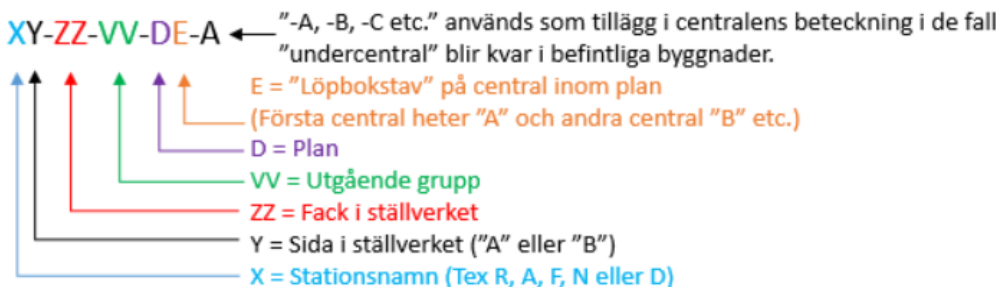 XY-ZZ-VV-DE-A
"-A, -B, -C etc." används som tillägg i centralens beteckning i de fall
"undercentral" blir kvar i befintliga byggnader.
E = "Löpbokstav" på central inom plan
(Första central heter "A" och andra central "B" etc.)
D = Plan
VV = Utgående grupp
ZZ = Fack i ställverket
Y = Sida i ställverket ("A" eller "B")
X = Stationsnamn (Tex R, A, F, N eller D)